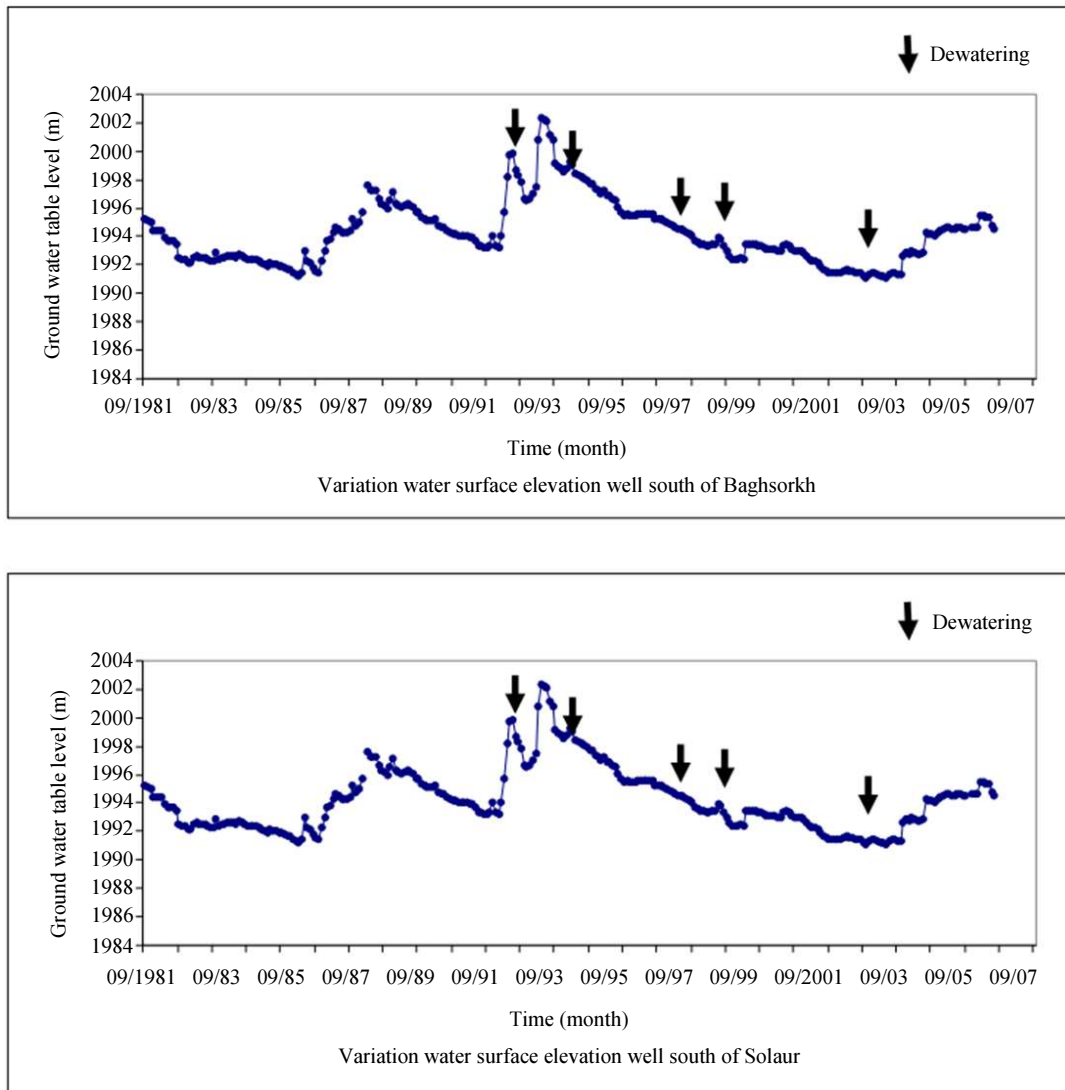 Dewatering
Ground water table level (m)
2004
2002
2000
1998
1996
1994
1992
1990
1988
1986
1984
09/1981 09/83 09/85 09/87 09/89 09/91 09/93 09/95 09/97 09/99 09/2001 09/03 09/05 09/07
Time (month)
Variation water surface elevation well south of Baghsorkh
Dewatering
Ground water table level (m)
2004
2002
2000
1998
1996
1994
1992
1990
1988
1986
1984
09/1981 09/83 09/85 09/87 09/89 09/91 09/93 09/95 09/97 09/99 09/2001 09/03 09/05 09/07
Time (month)
Variation water surface elevation well south of Solaur